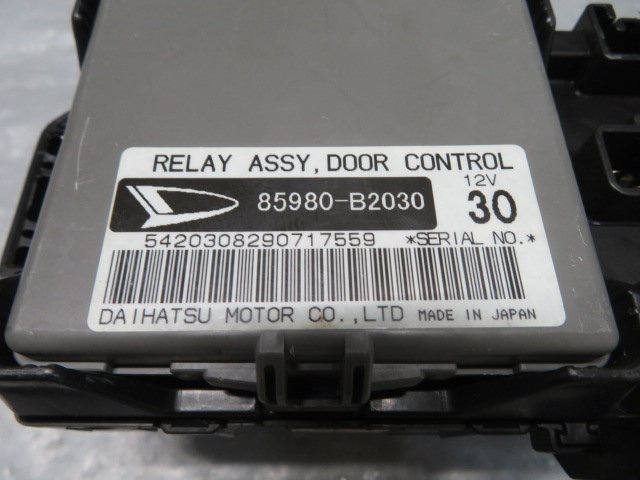 RELAY ASSY, DOOR CONTROL
85980-B2030
12V
30
5420308290717559 *SERIAL NO.*
DAIHATSU MOTOR CO., LTD MADE IN JAPAN